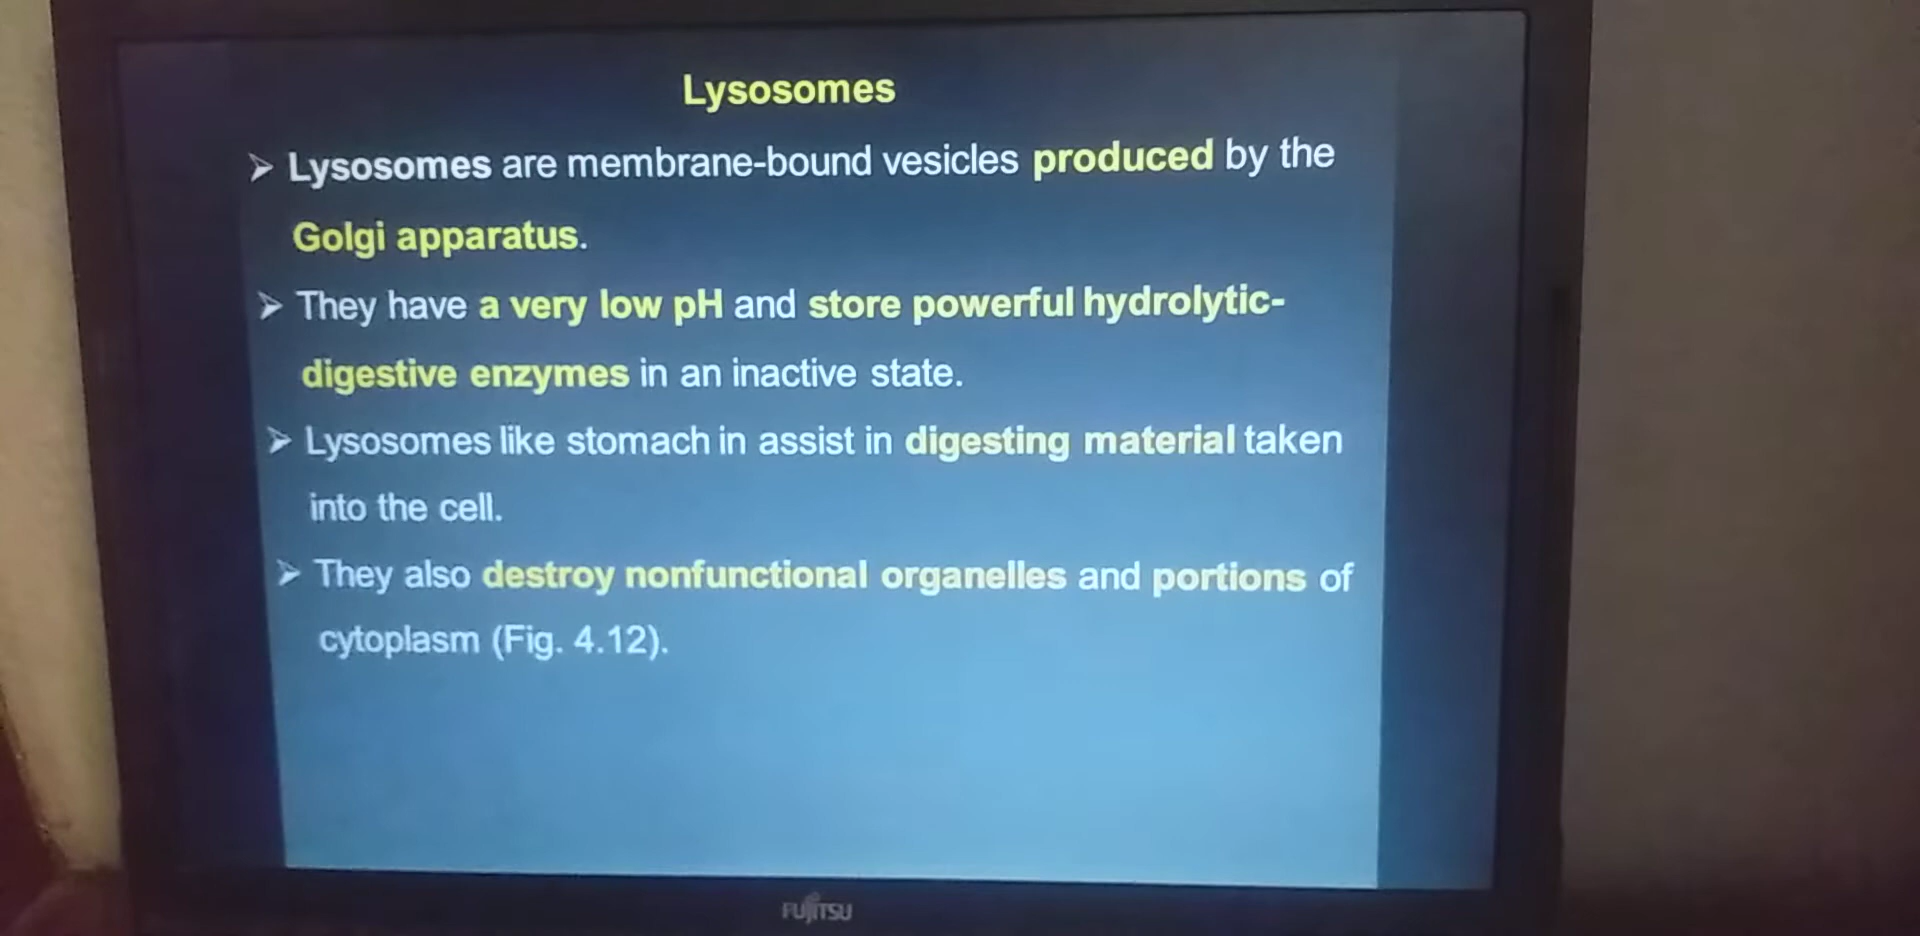 Lysosomes
➢ Lysosomes are membrane-bound vesicles produced by the
Golgi apparatus.
➢ They have a very low pH and store powerful hydrolytic-
digestive enzymes in an inactive state.
➢ Lysosomes like stomach in assist in digesting material taken
into the cell.
➢ They also destroy nonfunctional organelles and portions of
cytoplasm (Fig. 4.12).
FUJITSU